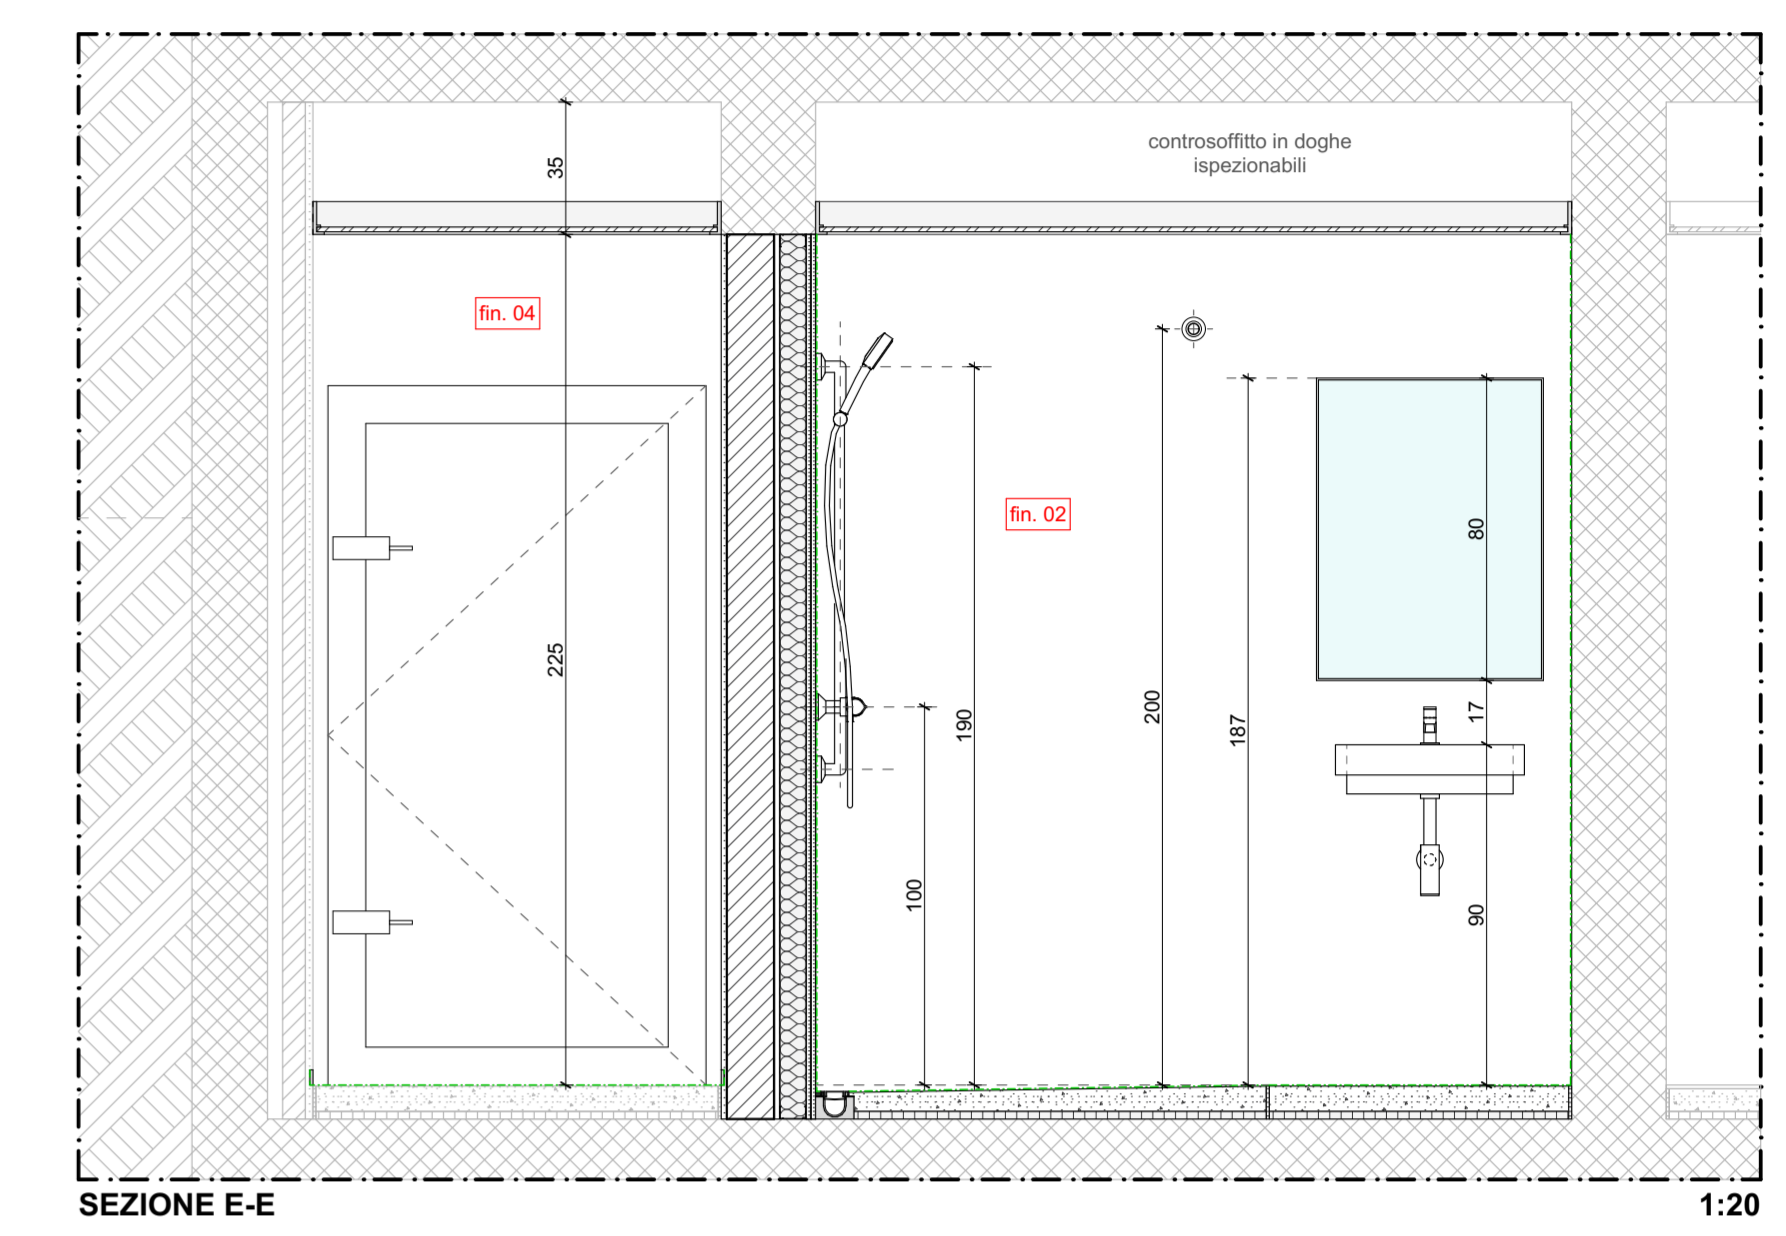 controsoffitto in doghe
ispezionabili
35
fin. 04
fin. 02
80
225
17
200
190
187
100
90
SEZIONE E-E
1:20